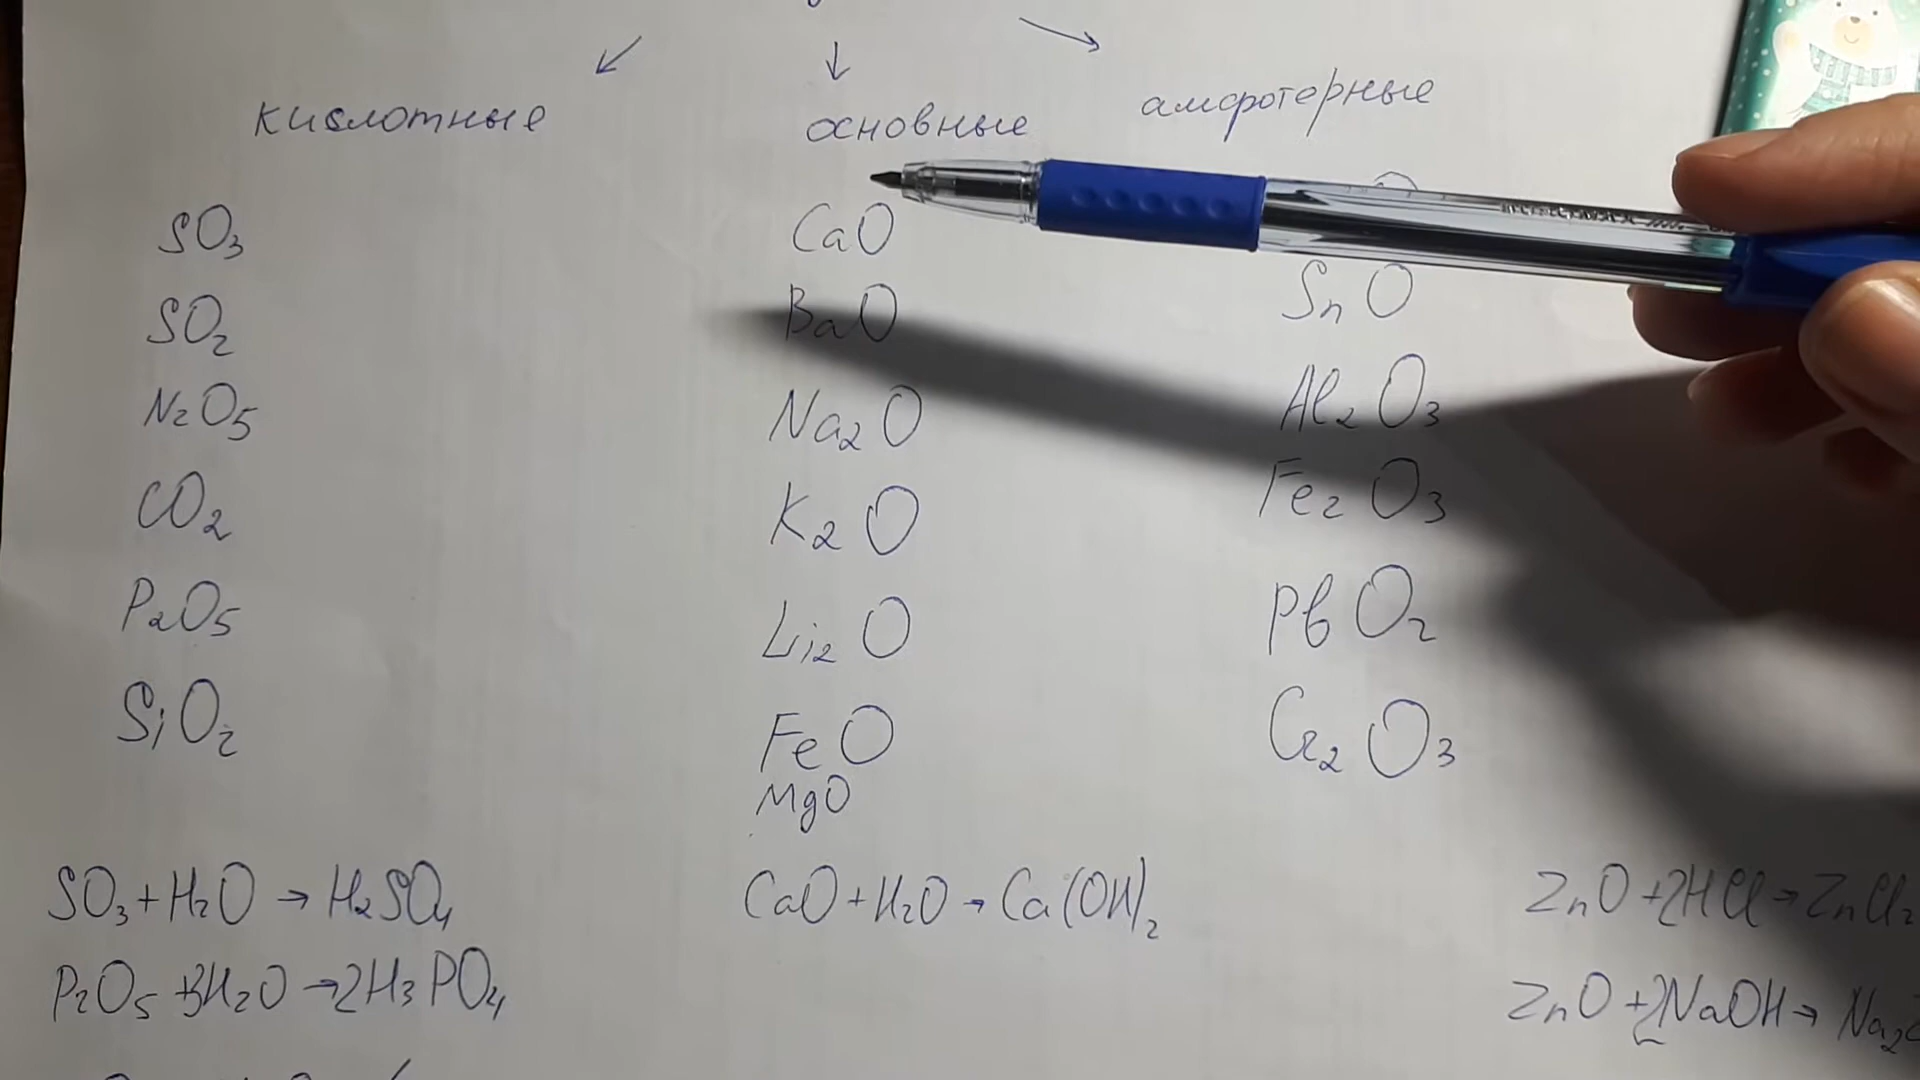 кислотные
основные
амфотерные
SO₃
SO₂
N₂O₅
CO₂
P₂O₅
SiO₂
CaO
BaO
Na₂O
K₂O
Li₂O
FeO
MgO
SnO
Al₂O₃
Fe₂O₃
PbO₂
Cr₂O₃
SO₃+H₂O → H₂SO₄
P₂O₅+3H₂O → 2H₃PO₄
CaO+H₂O → Ca(OH)₂
ZnO+2HCl → ZnCl₂
ZnO+2NaOH → Na₂